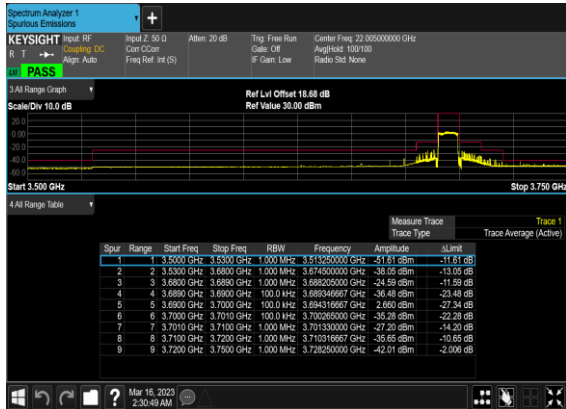 Spectrum Analyzer 1
Spurious Emissions
KEYSIGHT Input: RF Input Z: 50 Ω Atten: 20 dB Trig: Free Run Center Freq: 22.005000000 GHz
R T Coupling: DC Corr CCorr Gate: Off Avg|Hold: 100/100
Align: Auto Freq Ref: Int (S) IF Gain: Low Radio Std: None
PASS
3 All Range Graph Ref Lvl Offset 18.68 dB
Scale/Div 10.0 dB Ref Value 30.00 dBm
20.0
0.00
-20.0
-40.0
-60.0
Start 3.500 GHz Stop 3.750 GHz
4 All Range Table
Measure Trace Trace 1
Trace Type Trace Average (Active)
Spur Range Start Freq Stop Freq RBW Frequency Amplitude ΔLimit
1 1 3.5000 GHz 3.5300 GHz 1.000 MHz 3.513250000 GHz -51.61 dBm -11.61 dB
2 2 3.5300 GHz 3.6800 GHz 1.000 MHz 3.674500000 GHz -38.05 dBm -13.05 dB
3 3 3.6800 GHz 3.6890 GHz 1.000 MHz 3.688205000 GHz -24.59 dBm -11.59 dB
4 4 3.6890 GHz 3.6900 GHz 100.0 kHz 3.689346667 GHz -36.48 dBm -23.48 dB
5 5 3.6900 GHz 3.7000 GHz 100.0 kHz 3.694316667 GHz 2.660 dBm -27.34 dB
6 6 3.7000 GHz 3.7010 GHz 100.0 kHz 3.700265000 GHz -35.28 dBm -22.28 dB
7 7 3.7010 GHz 3.7100 GHz 1.000 MHz 3.701330000 GHz -27.20 dBm -14.20 dB
8 8 3.7100 GHz 3.7200 GHz 1.000 MHz 3.710316667 GHz -35.65 dBm -10.65 dB
9 9 3.7200 GHz 3.7500 GHz 1.000 MHz 3.728250000 GHz -42.01 dBm -2.006 dB
Mar 16, 2023
2:30:49 AM